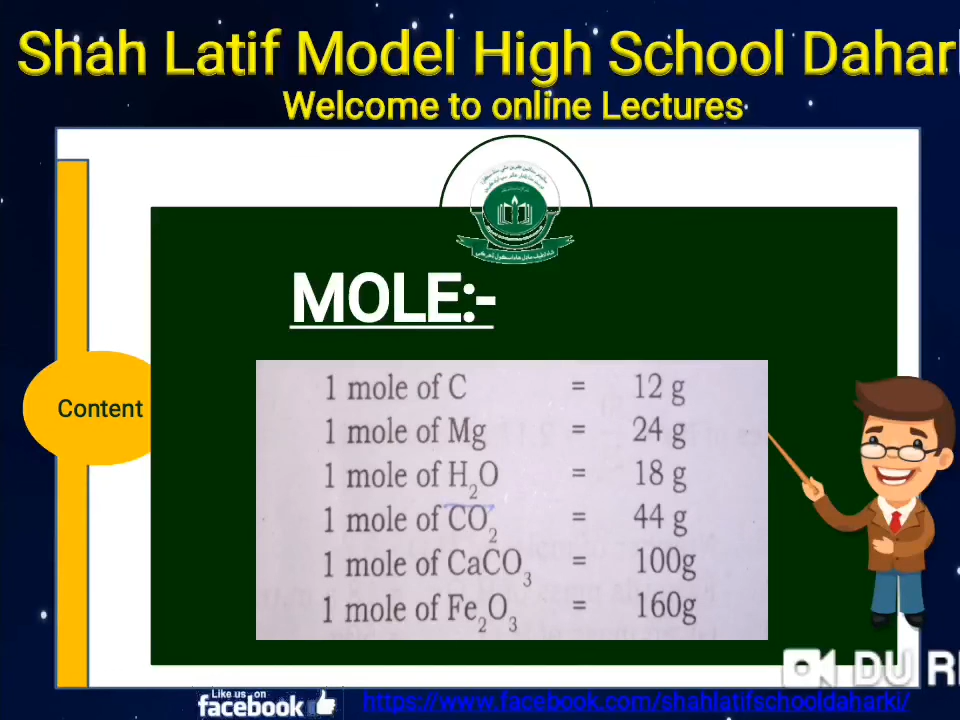 Shah Latif Model High School Dahar
Welcome to online Lectures
MOLE:-
Content
1 mole of C = 12 g
1 mole of Mg = 24 g
1 mole of H₂O = 18 g
1 mole of CO₂ = 44 g
1 mole of CaCO₃ = 100g
1 mole of Fe₂O₃ = 160g
DU R
Like us on
facebook
https://www.facebook.com/shahlatifschooldaharki/